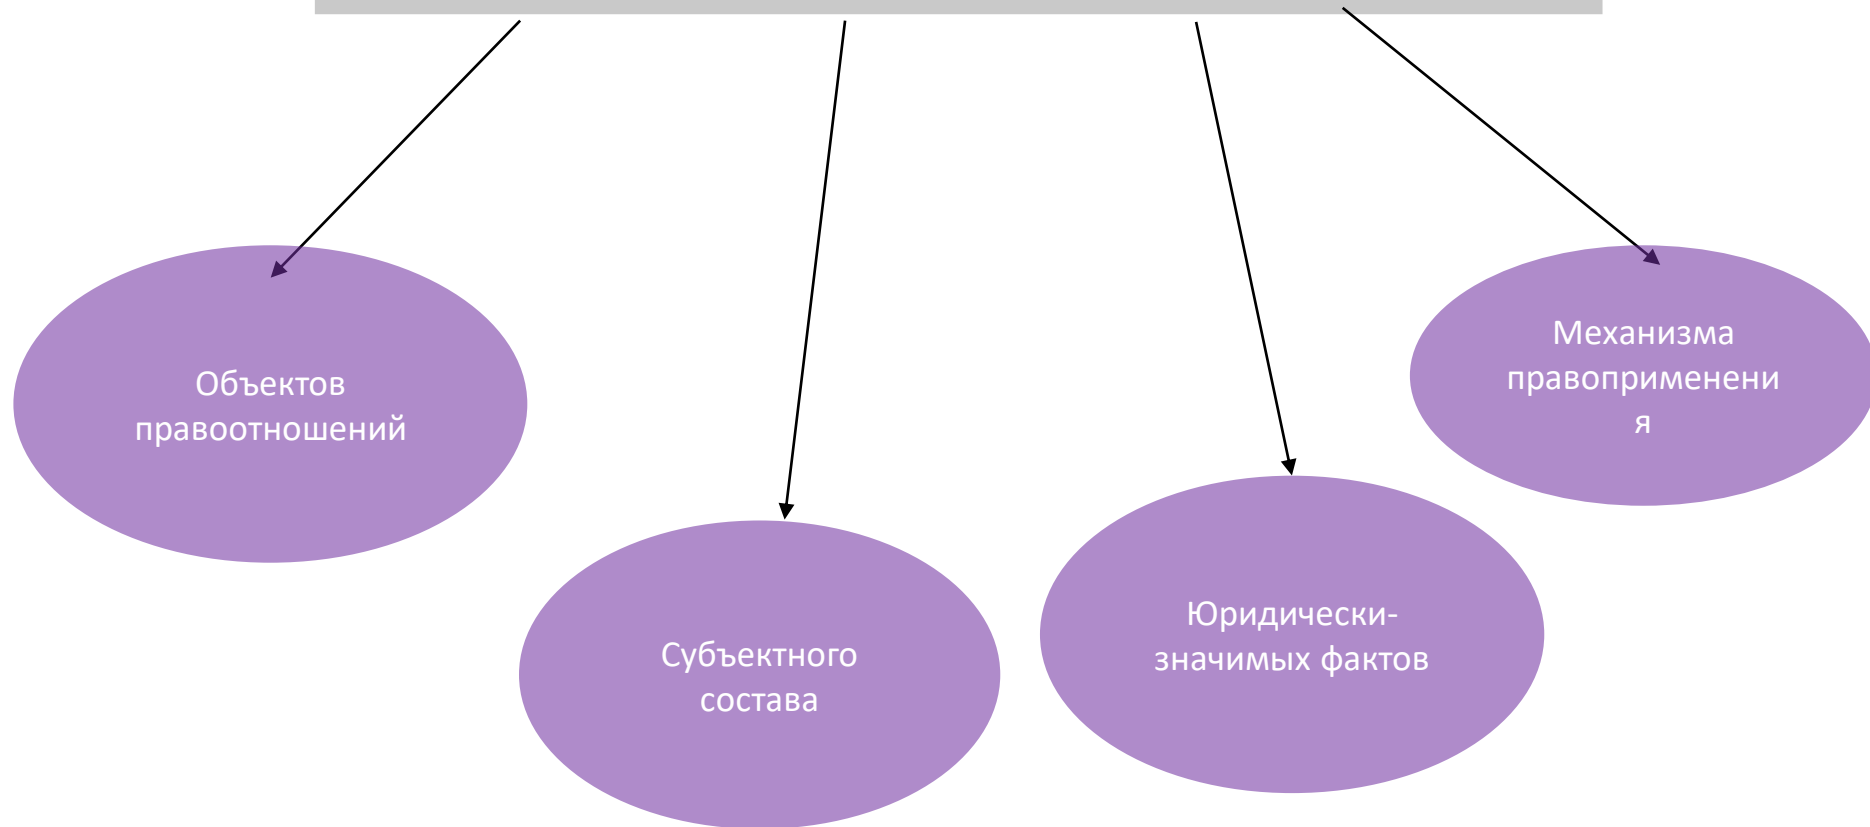 Объектов
правоотношений
Субъектного
состава
Юридически-
значимых фактов
Механизма
правоприменени
я